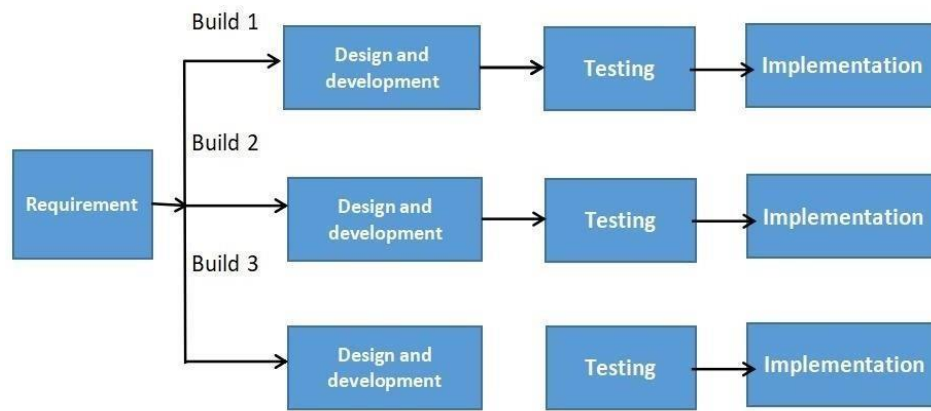 Build 1
Design and
development
Testing
Implementation
Build 2
Requirement
Design and
development
Testing
Implementation
Build 3
Design and
development
Testing
Implementation